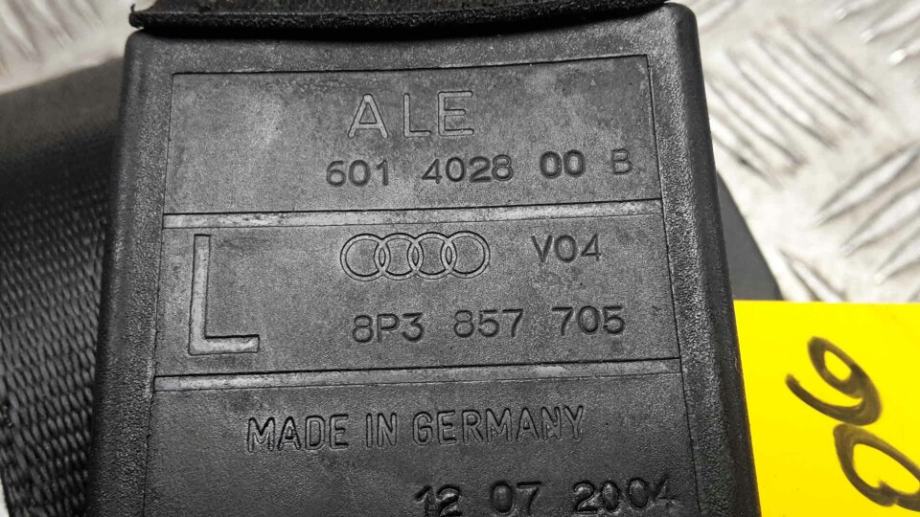 ALE
601 4028 00 B
L
V04
8P3 857 705
MADE IN GERMANY
12 07 2004